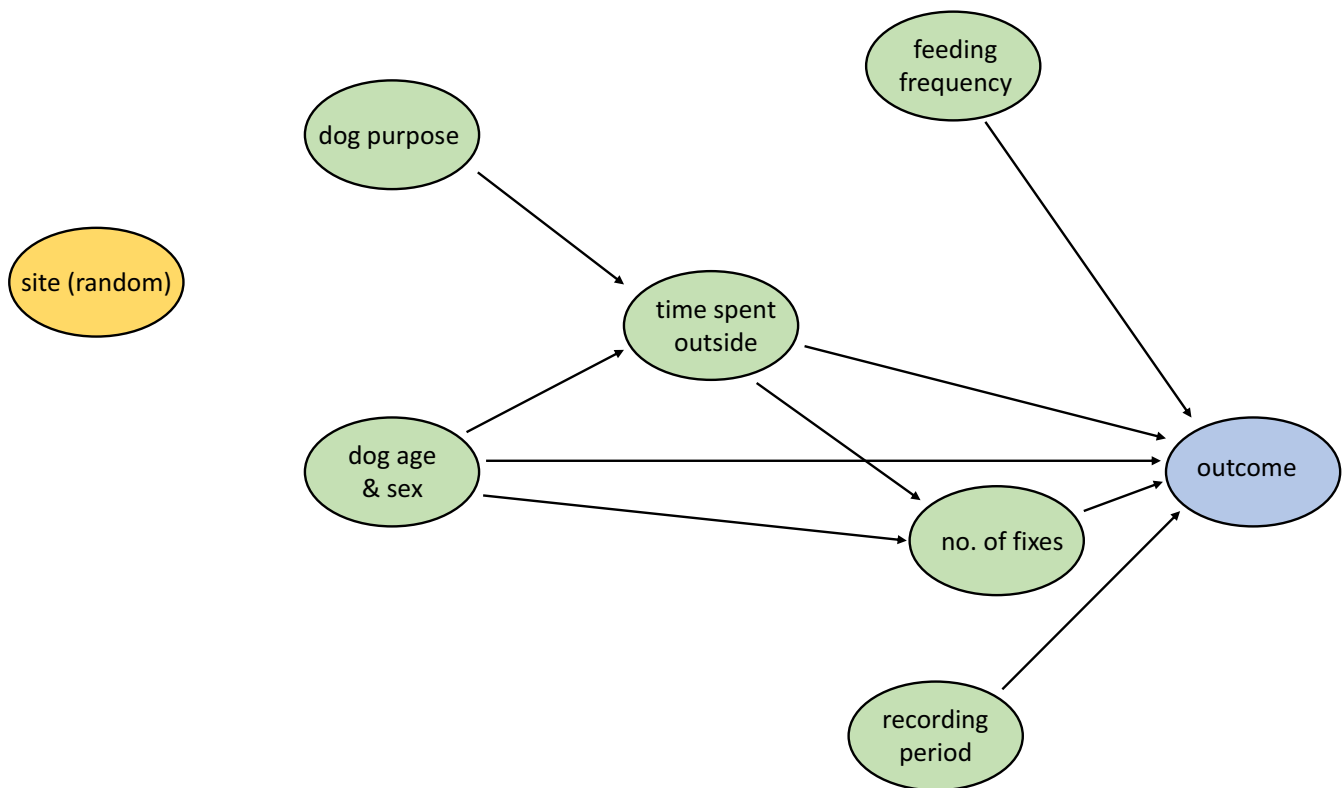 feeding
frequency
dog purpose
site (random)
time spent
outside
dog age
& sex
outcome
no. of fixes
recording
period